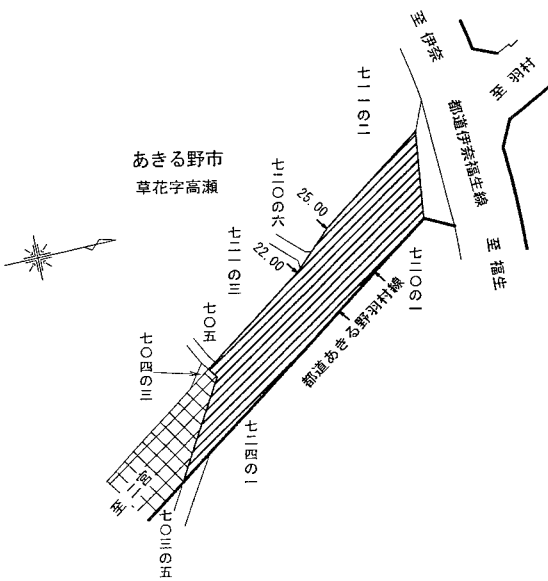 至伊奈
至羽村
都道伊奈福生線
至福生
七一一の二
あきる野市
草花字高瀬
七二〇の六
25.00
22.00
七二一の三
七二〇の一
都道あきる野羽村線
七〇五
七〇四の三
七二四の一
至二宮
七〇三の五